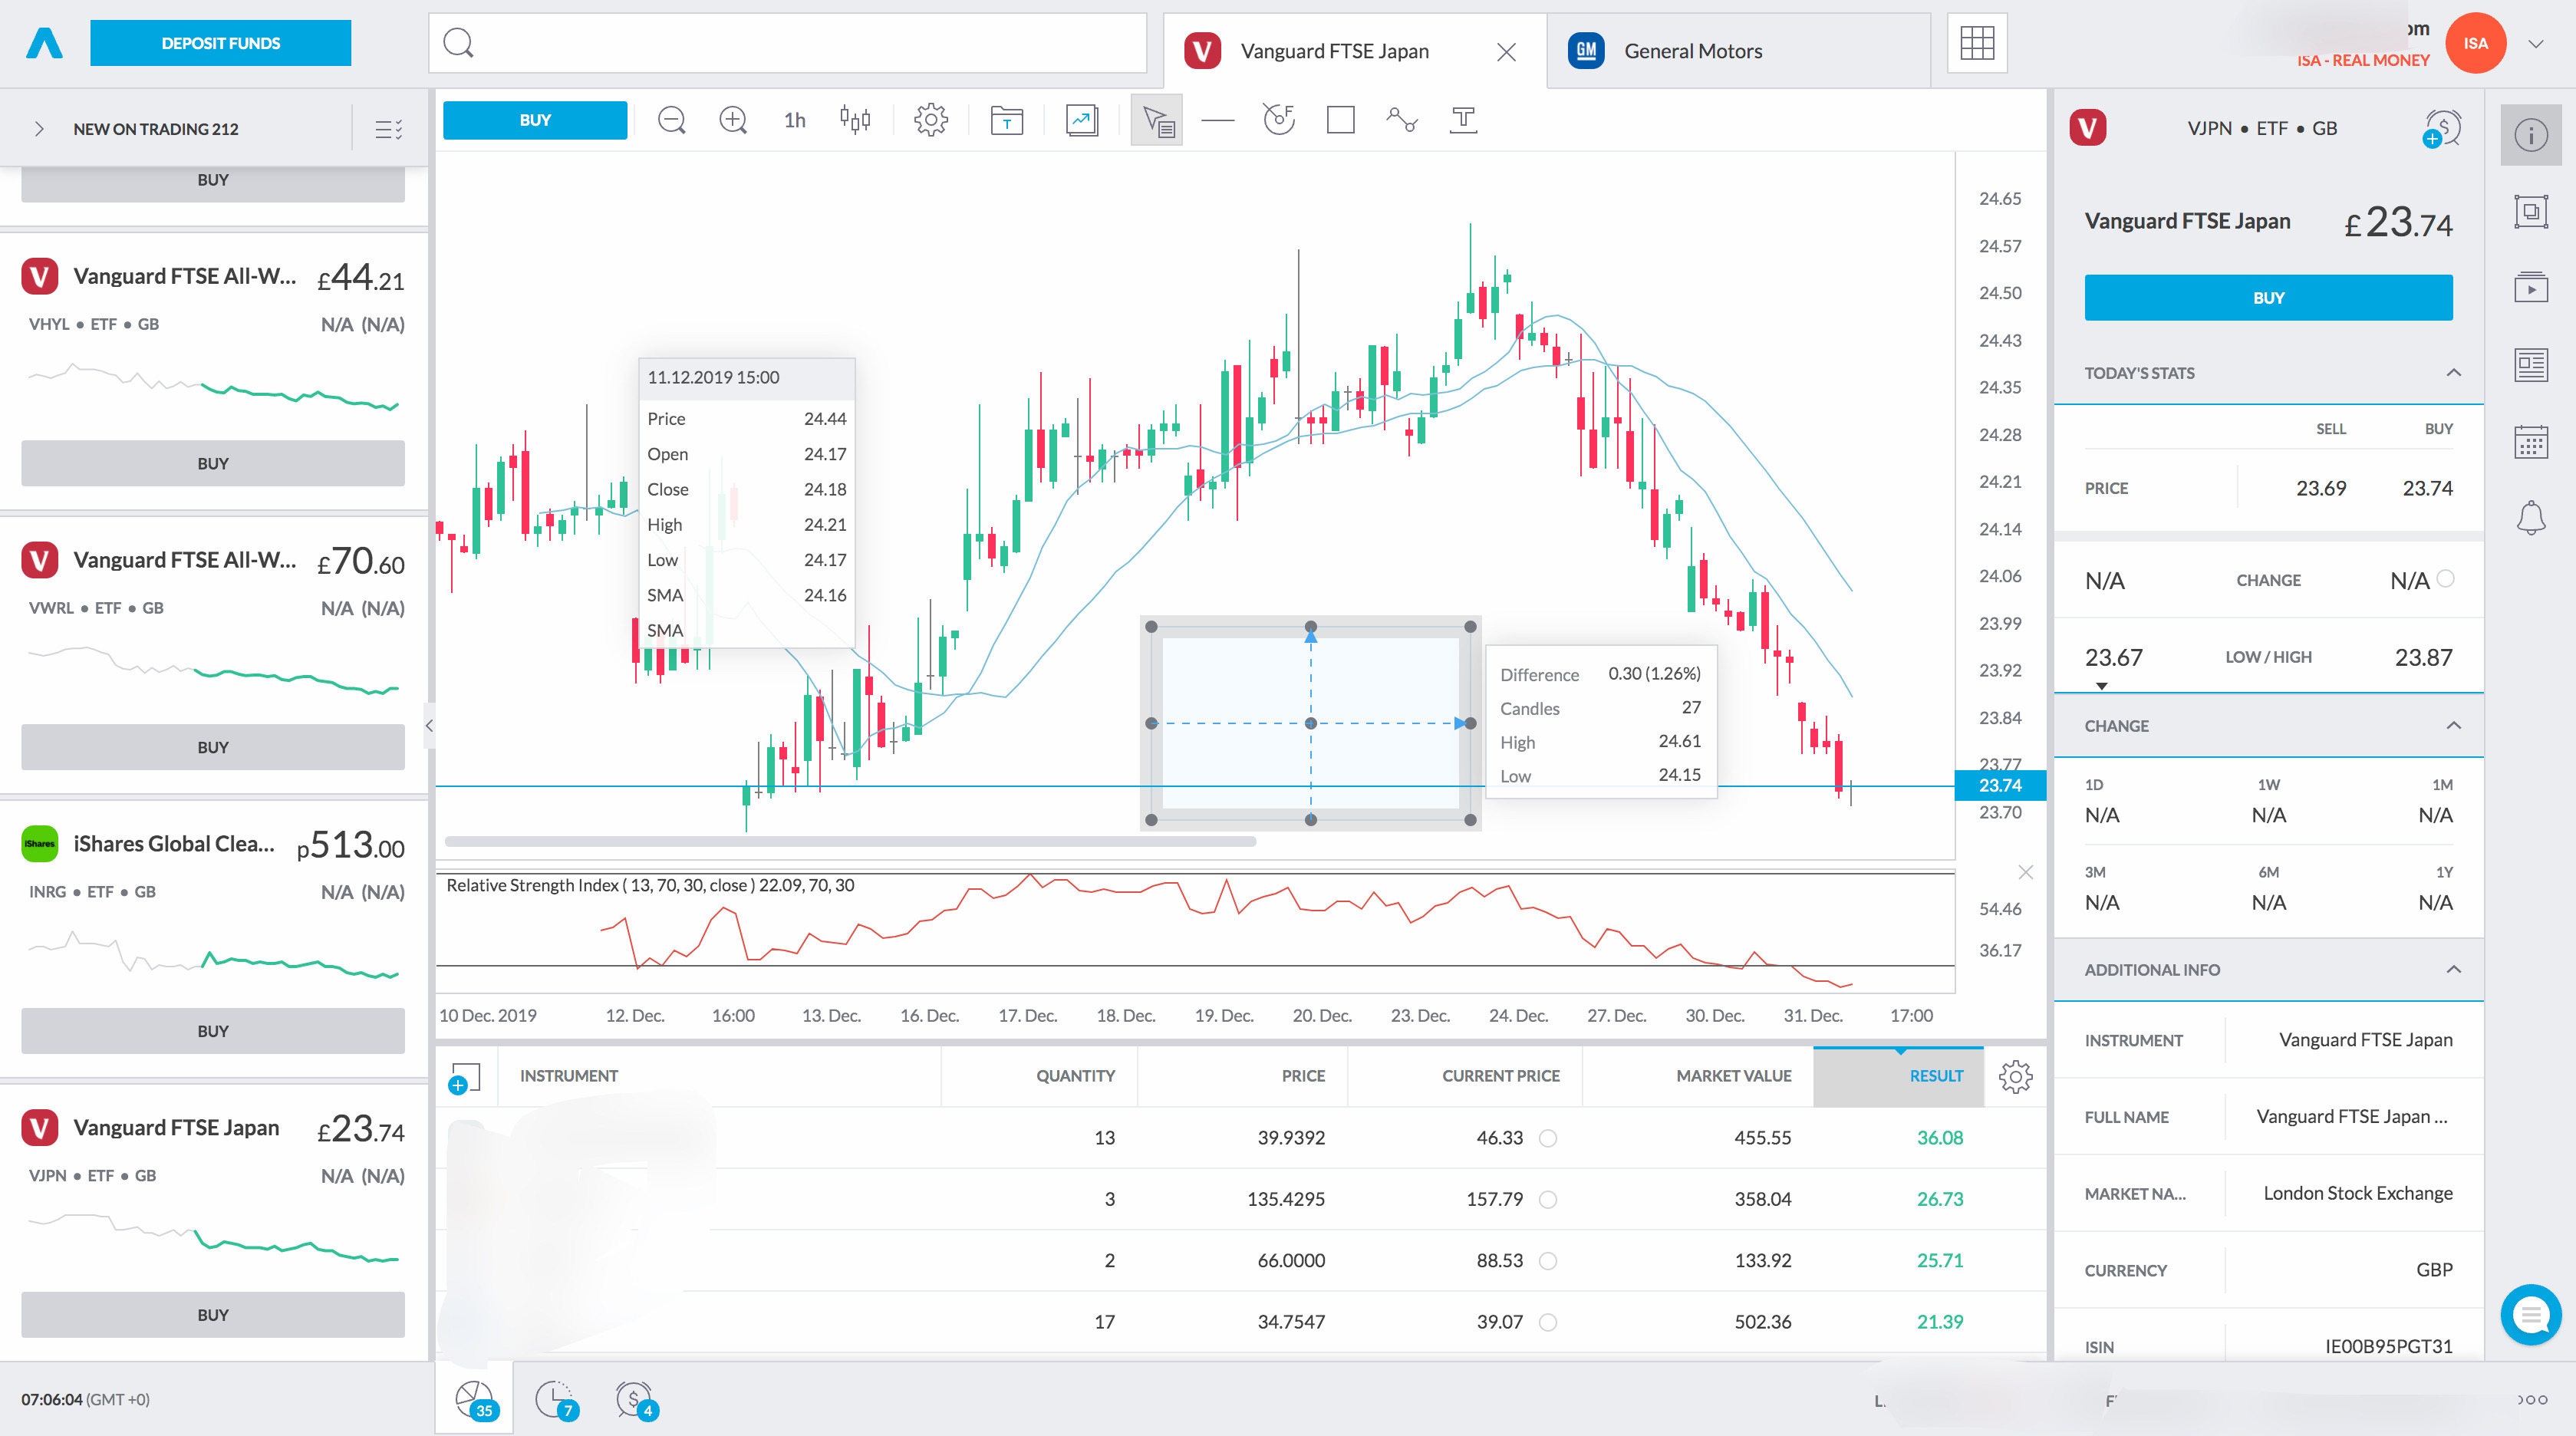 DEPOSIT FUNDS
Vanguard FTSE Japan
GM
General Motors
om
ISA - REAL MONEY
ISA
NEW ON TRADING 212
BUY
Vanguard FTSE All-W...
£44.21
VHYL • ETF • GB
N/A (N/A)
BUY
Vanguard FTSE All-W...
£70.60
VWRL • ETF • GB
N/A (N/A)
BUY
iShares
iShares Global Clea...
p513.00
INRG • ETF • GB
N/A (N/A)
BUY
Vanguard FTSE Japan
£23.74
VJPN • ETF • GB
N/A (N/A)
BUY
07:06:04 (GMT +0)
BUY
1h
F
T
T
24.65
24.57
24.50
24.43
24.35
24.28
24.21
24.14
24.06
23.99
23.92
23.84
23.77
23.74
23.70
11.12.2019 15:00
Price 24.44
Open 24.17
Close 24.18
High 24.21
Low 24.17
SMA 24.16
SMA
Difference 0.30 (1.26%)
Candles 27
High 24.61
Low 24.15
Relative Strength Index ( 13, 70, 30, close ) 22.09, 70, 30
54.46
36.17
10 Dec. 2019 12. Dec. 16:00 13. Dec. 16. Dec. 17. Dec. 18. Dec. 19. Dec. 20. Dec. 23. Dec. 24. Dec. 27. Dec. 30. Dec. 31. Dec. 17:00
INSTRUMENT QUANTITY PRICE CURRENT PRICE MARKET VALUE RESULT
13 39.9392 46.33 455.55 36.08
3 135.4295 157.79 358.04 26.73
2 66.0000 88.53 133.92 25.71
17 34.7547 39.07 502.36 21.39
35
7
4
VJPN • ETF • GB
Vanguard FTSE Japan
£23.74
BUY
TODAY'S STATS
SELL BUY
PRICE 23.69 23.74
N/A CHANGE N/A
23.67 LOW / HIGH 23.87
CHANGE
1D 1W 1M
N/A N/A N/A
3M 6M 1Y
N/A N/A N/A
ADDITIONAL INFO
INSTRUMENT Vanguard FTSE Japan
FULL NAME Vanguard FTSE Japan ...
MARKET NA... London Stock Exchange
CURRENCY GBP
ISIN IE00B95PGT31